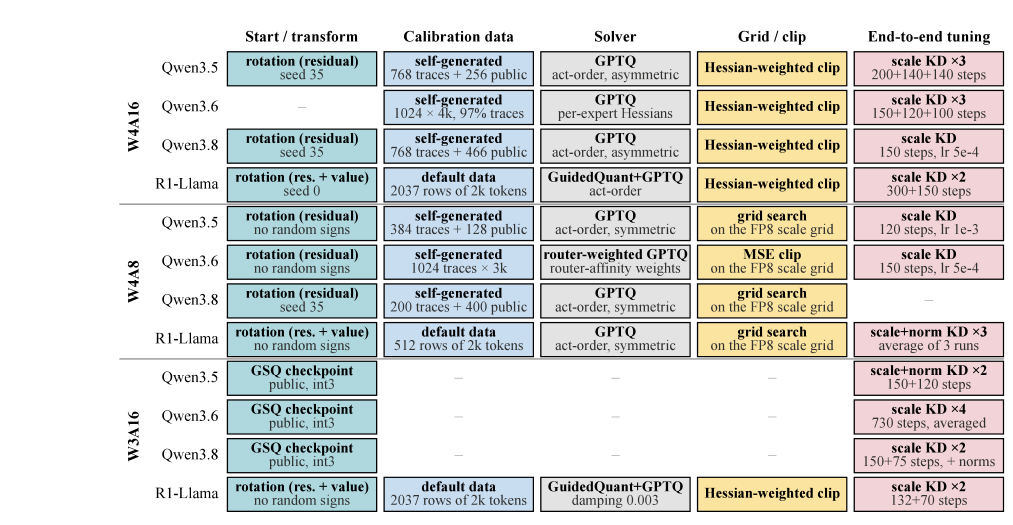 Start / transform
Calibration data
Solver
Grid / clip
End-to-end tuning
W4A16
Qwen3.5
rotation (residual)
seed 35
self-generated
768 traces + 256 public
GPTQ
act-order, asymmetric
Hessian-weighted clip
scale KD ×3
200+140+140 steps
Qwen3.6
–
self-generated
1024 × 4k, 97% traces
GPTQ
per-expert Hessians
Hessian-weighted clip
scale KD ×3
150+120+100 steps
Qwen3.8
rotation (residual)
seed 35
self-generated
768 traces + 466 public
GPTQ
act-order, asymmetric
Hessian-weighted clip
scale KD
150 steps, lr 5e-4
R1-Llama
rotation (res. + value)
seed 0
default data
2037 rows of 2k tokens
GuidedQuant+GPTQ
act-order
Hessian-weighted clip
scale KD ×2
300+150 steps
W4A8
Qwen3.5
rotation (residual)
no random signs
self-generated
384 traces + 128 public
GPTQ
act-order, symmetric
grid search
on the FP8 scale grid
scale KD
120 steps, lr 1e-3
Qwen3.6
rotation (residual)
no random signs
self-generated
1024 traces × 3k
router-weighted GPTQ
router-affinity weights
MSE clip
on the FP8 scale grid
scale KD
150 steps, lr 5e-4
Qwen3.8
rotation (residual)
seed 35
self-generated
200 traces + 400 public
GPTQ
act-order, symmetric
grid search
on the FP8 scale grid
–
R1-Llama
rotation (res. + value)
no random signs
default data
512 rows of 2k tokens
GPTQ
act-order, symmetric
grid search
on the FP8 scale grid
scale+norm KD ×3
average of 3 runs
W3A16
Qwen3.5
GSQ checkpoint
public, int3
–
–
–
scale+norm KD ×2
150+120 steps
Qwen3.6
GSQ checkpoint
public, int3
–
–
–
scale KD ×4
730 steps, averaged
Qwen3.8
GSQ checkpoint
public, int3
–
–
–
scale KD ×2
150+75 steps, + norms
R1-Llama
rotation (res. + value)
no random signs
default data
2037 rows of 2k tokens
GuidedQuant+GPTQ
damping 0.003
Hessian-weighted clip
scale KD ×2
132+70 steps